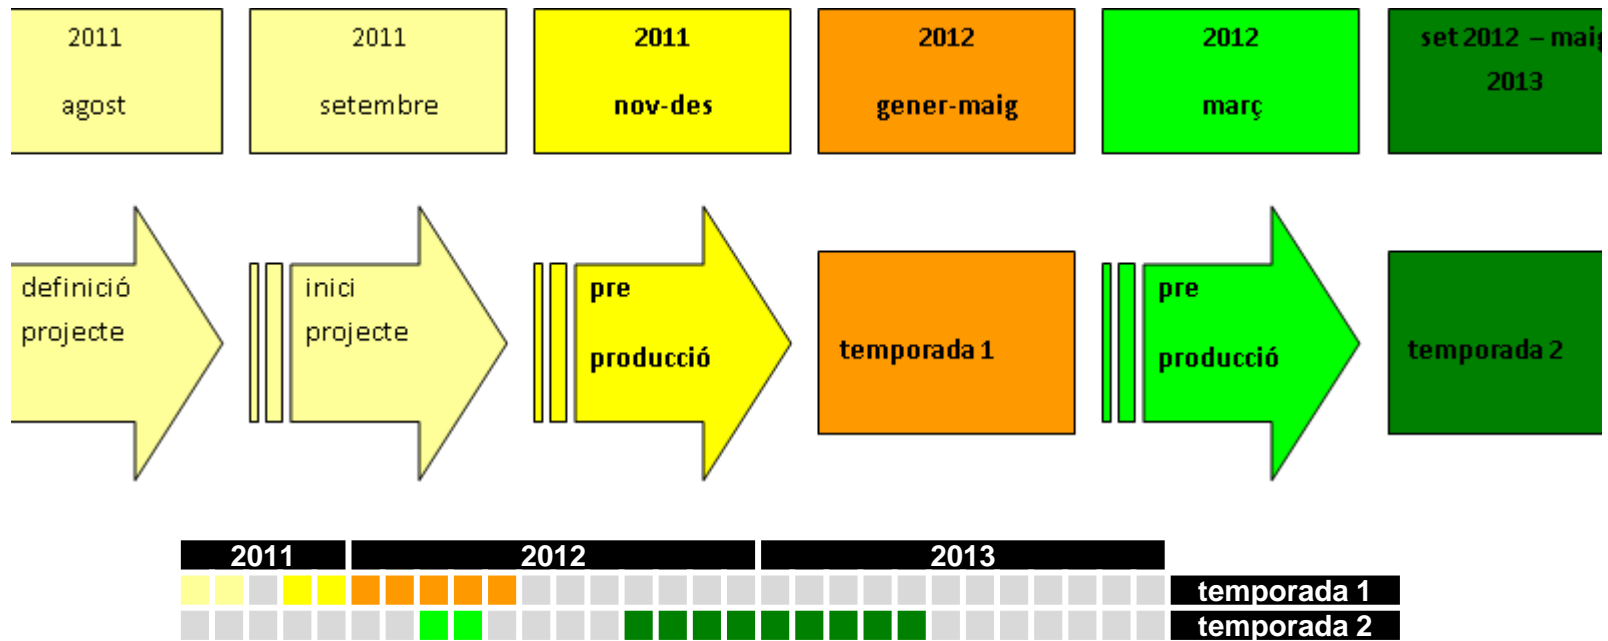 2011
agost
2011
setembre
2011
nov-des
2012
gener-maig
2012
març
set 2012 – maig
2013
definició
projecte
inici
projecte
pre
producció
temporada 1
pre
producció
temporada 2
2011 2012 2013
temporada 1
temporada 2